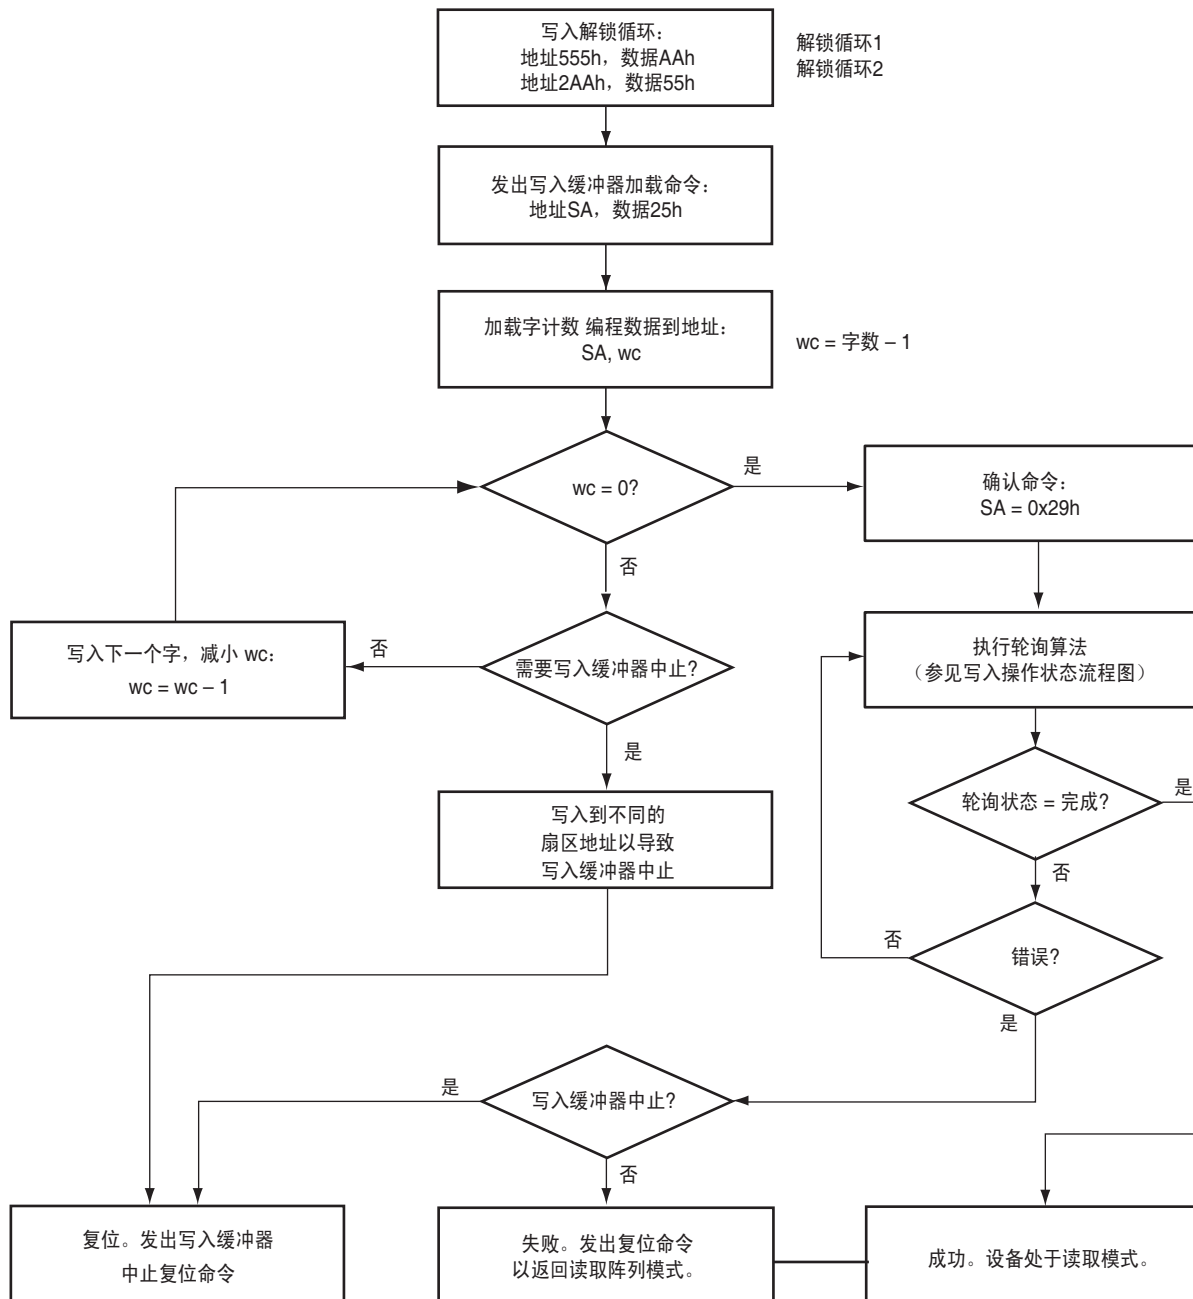 写入解锁循环：
地址555h，数据AAh
地址2AAh，数据55h
解锁循环1
解锁循环2
发出写入缓冲器加载命令：
地址SA，数据25h
加载字计数 编程数据到地址：
SA, wc
wc = 字数 – 1
wc = 0?
是
确认命令：
SA = 0x29h
否
写入下一个字，减小 wc：
wc = wc – 1
否
需要写入缓冲器中止？
执行轮询算法
（参见写入操作状态流程图）
是
写入到不同的
扇区地址以导致
写入缓冲器中止
轮询状态 = 完成？
是
否
否
错误？
是
是
写入缓冲器中止？
否
复位。发出写入缓冲器
中止复位命令
失败。发出复位命令
以返回读取阵列模式。
成功。设备处于读取模式。